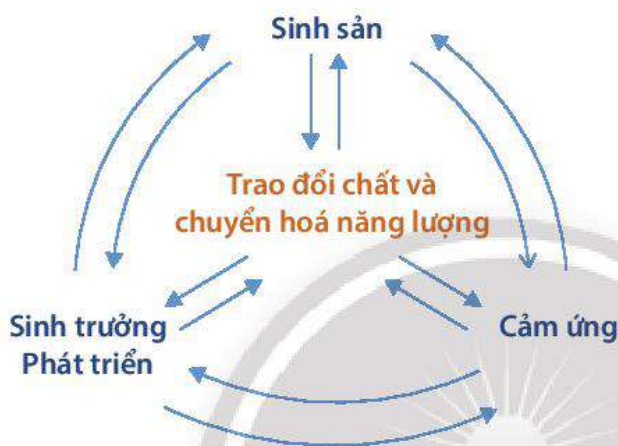 Sinh sản
Trao đổi chất và
chuyển hoá năng lượng
Sinh trưởng
Phát triển
Cảm ứng